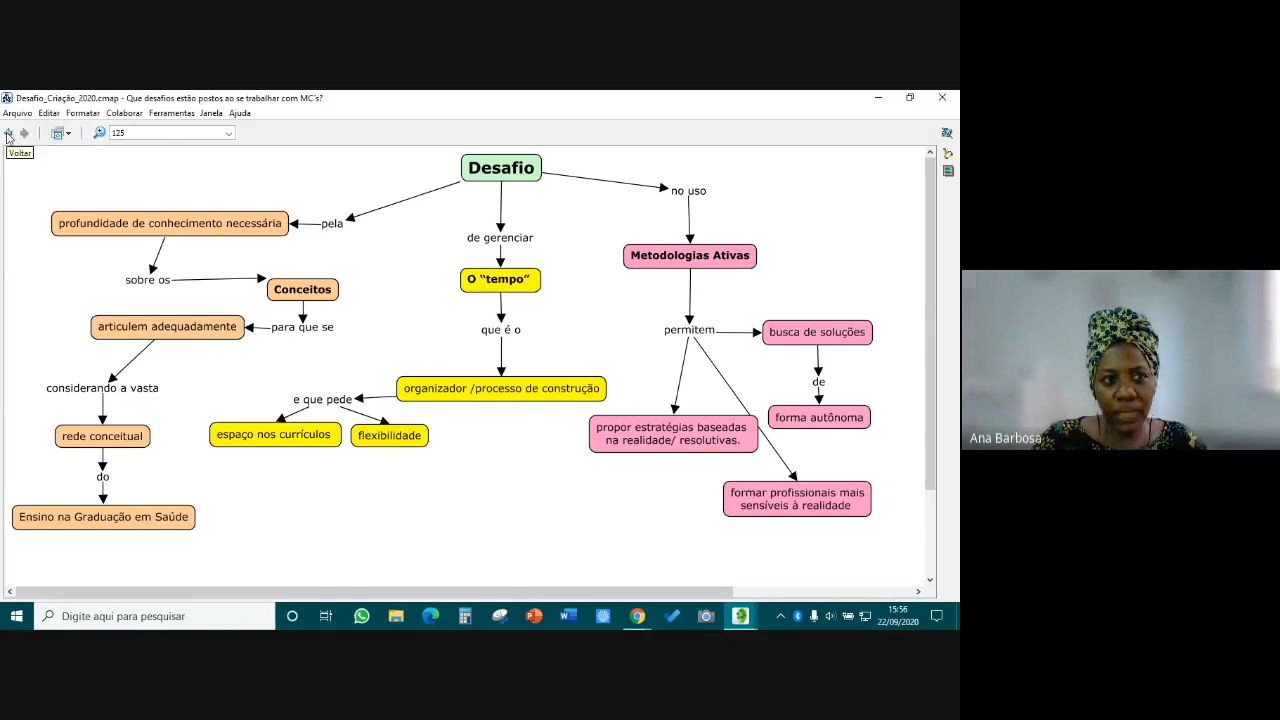 Desafio_Criação_2020.cmap - Que desafios estão postos ao se trabalhar com MC´s?
Arquivo Editar Formatar Colaborar Ferramentas Janela Ajuda
125
Voltar
Desafio
pela
profundidade de conhecimento necessária
sobre os
Conceitos
para que se
articulem adequadamente
considerando a vasta
rede conceitual
do
Ensino na Graduação em Saúde
de gerenciar
O “tempo”
que é o
organizador /processo de construção
e que pede
espaço nos currículos
flexibilidade
no uso
Metodologias Ativas
permitem
busca de soluções
de
forma autônoma
propor estratégias baseadas
na realidade/ resolutivas.
formar profissionais mais
sensíveis à realidade
Ana Barbosa
Digite aqui para pesquisar
15:56
22/09/2020